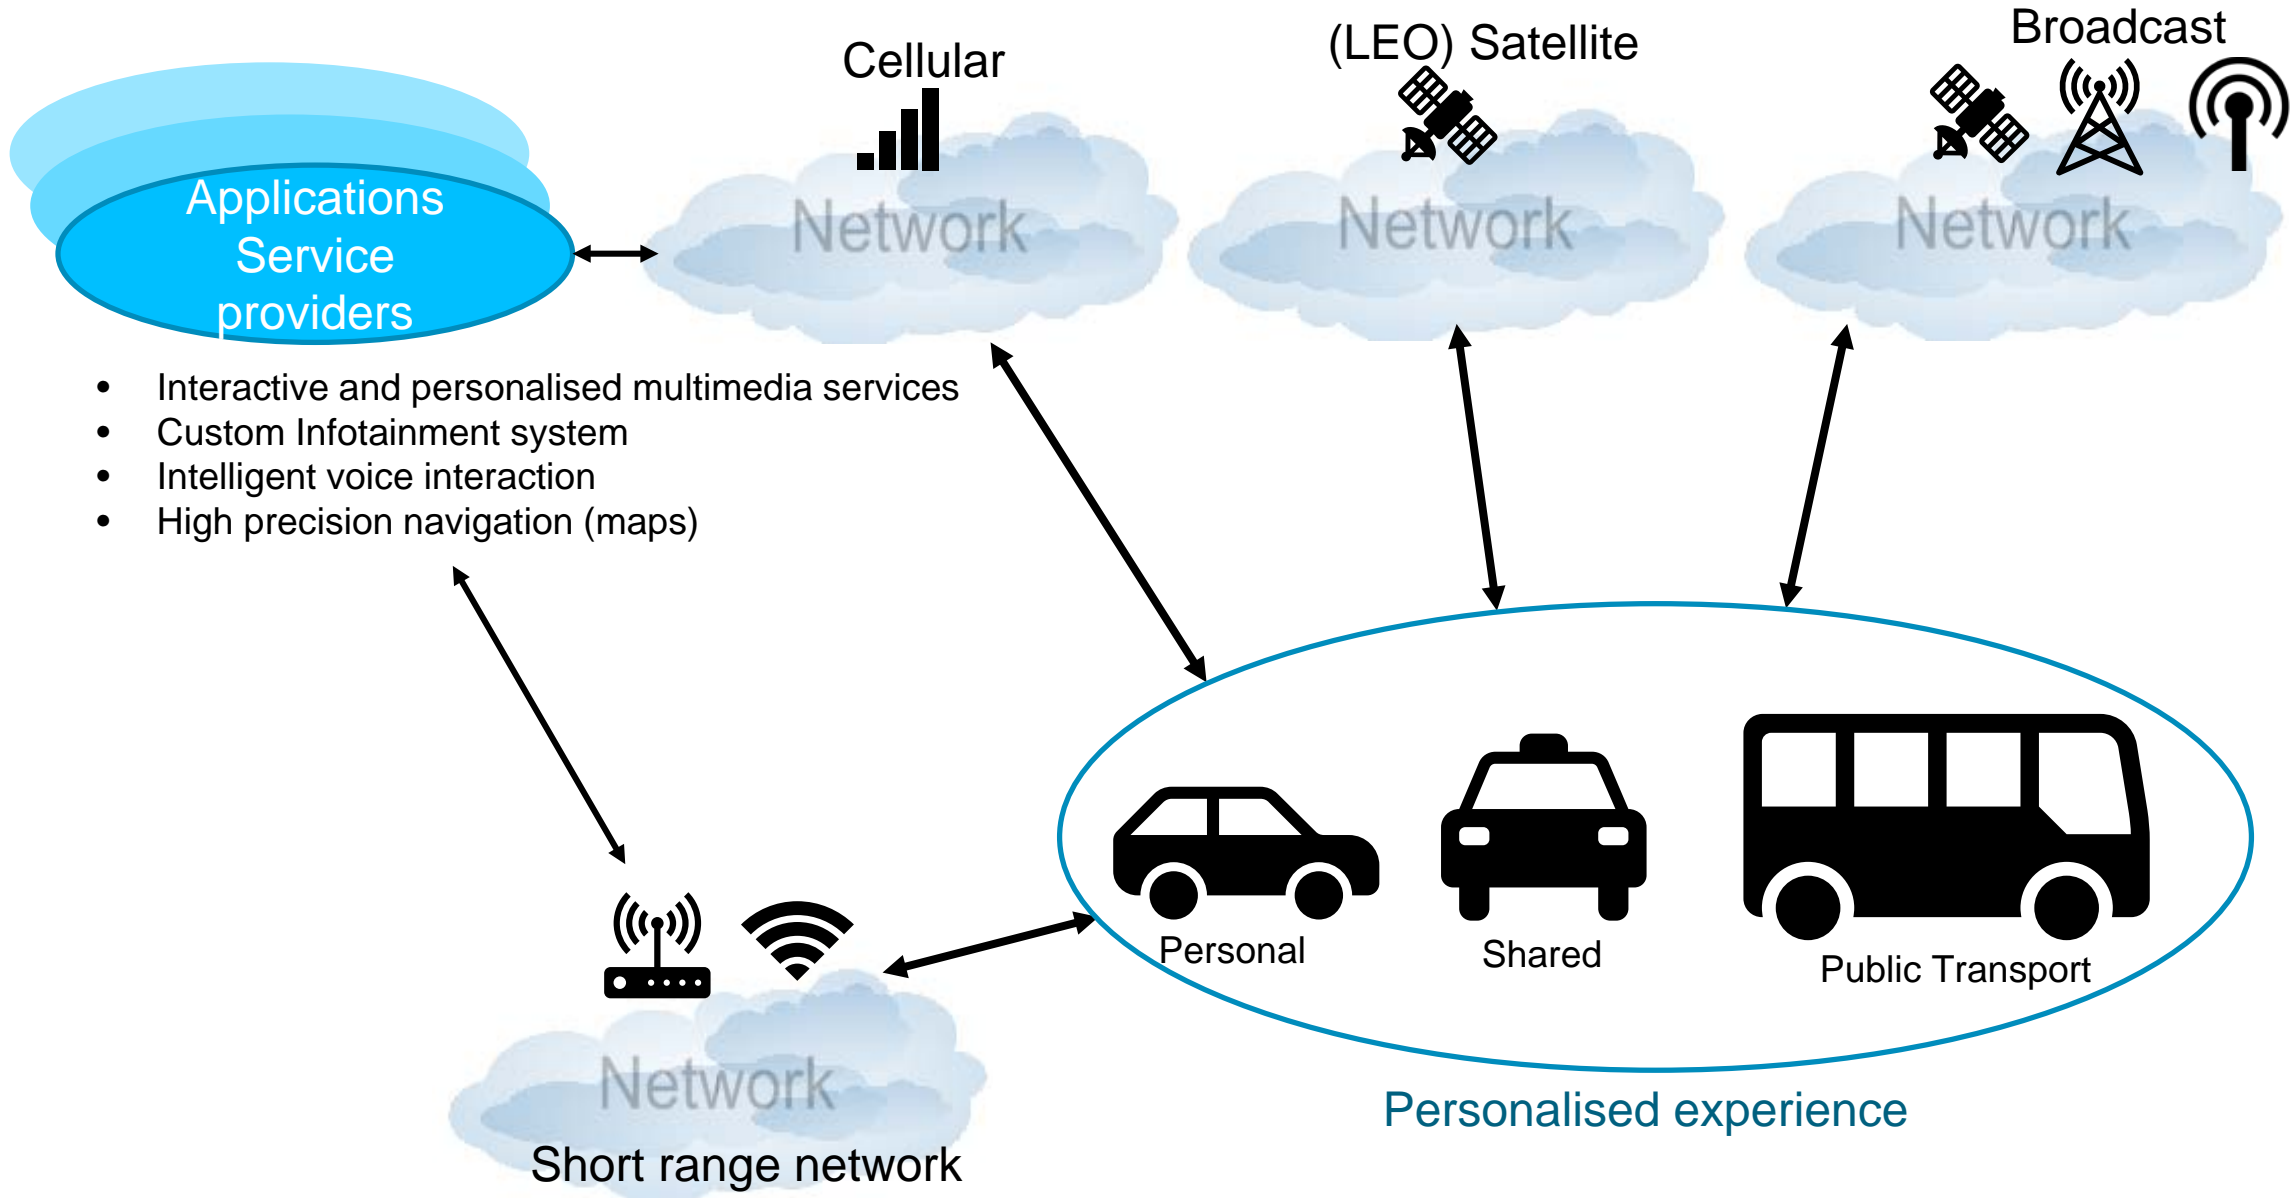 Cellular
(LEO) Satellite
Broadcast
Applications
Service
providers
Network
Network
Network
• Interactive and personalised multimedia services
• Custom Infotainment system
• Intelligent voice interaction
• High precision navigation (maps)
Personal
Shared
Public Transport
Personalised experience
Network
Short range network